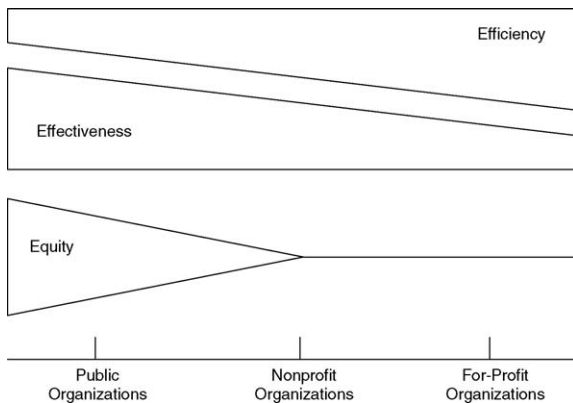 Efficiency
Effectiveness
Equity
Public
Organizations
Nonprofit
Organizations
For-Profit
Organizations